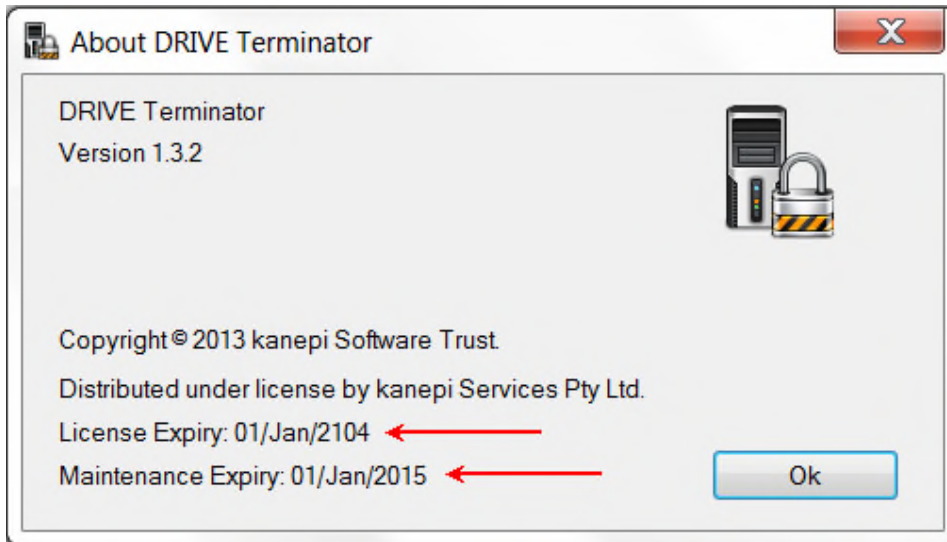 About DRIVE Terminator
DRIVE Terminator
Version 1.3.2
Copyright © 2013 kanepi Software Trust.
Distributed under license by kanepi Services Pty Ltd.
License Expiry: 01/Jan/2104
Maintenance Expiry: 01/Jan/2015
Ok